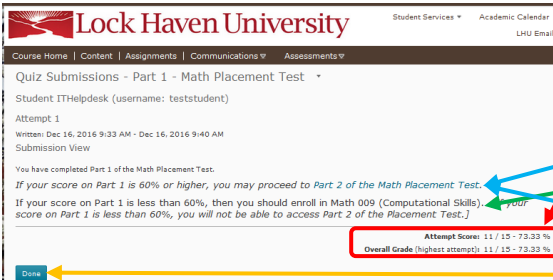 Lock Haven University
Student Services ▾ Academic Calendar
LHU Email
Course Home | Content | Assignments | Communications ▿ Assessments ▿
Quiz Submissions - Part 1 - Math Placement Test ▾
Student ITHelpdesk (username: teststudent)
Attempt 1
Written: Dec 16, 2016 9:33 AM - Dec 16, 2016 9:40 AM
Submission View
You have completed Part 1 of the Math Placement Test.
If your score on Part 1 is 60% or higher, you may proceed to Part 2 of the Math Placement Test.
If your score on Part 1 is less than 60%, then you should enroll in Math 009 (Computational Skills). your
score on Part 1 is less than 60%, you will not be able to access Part 2 of the Placement Test.]
Attempt Score: 11 / 15 - 73.33 %
Overall Grade (highest attempt): 11 / 15 - 73.33 %
Done